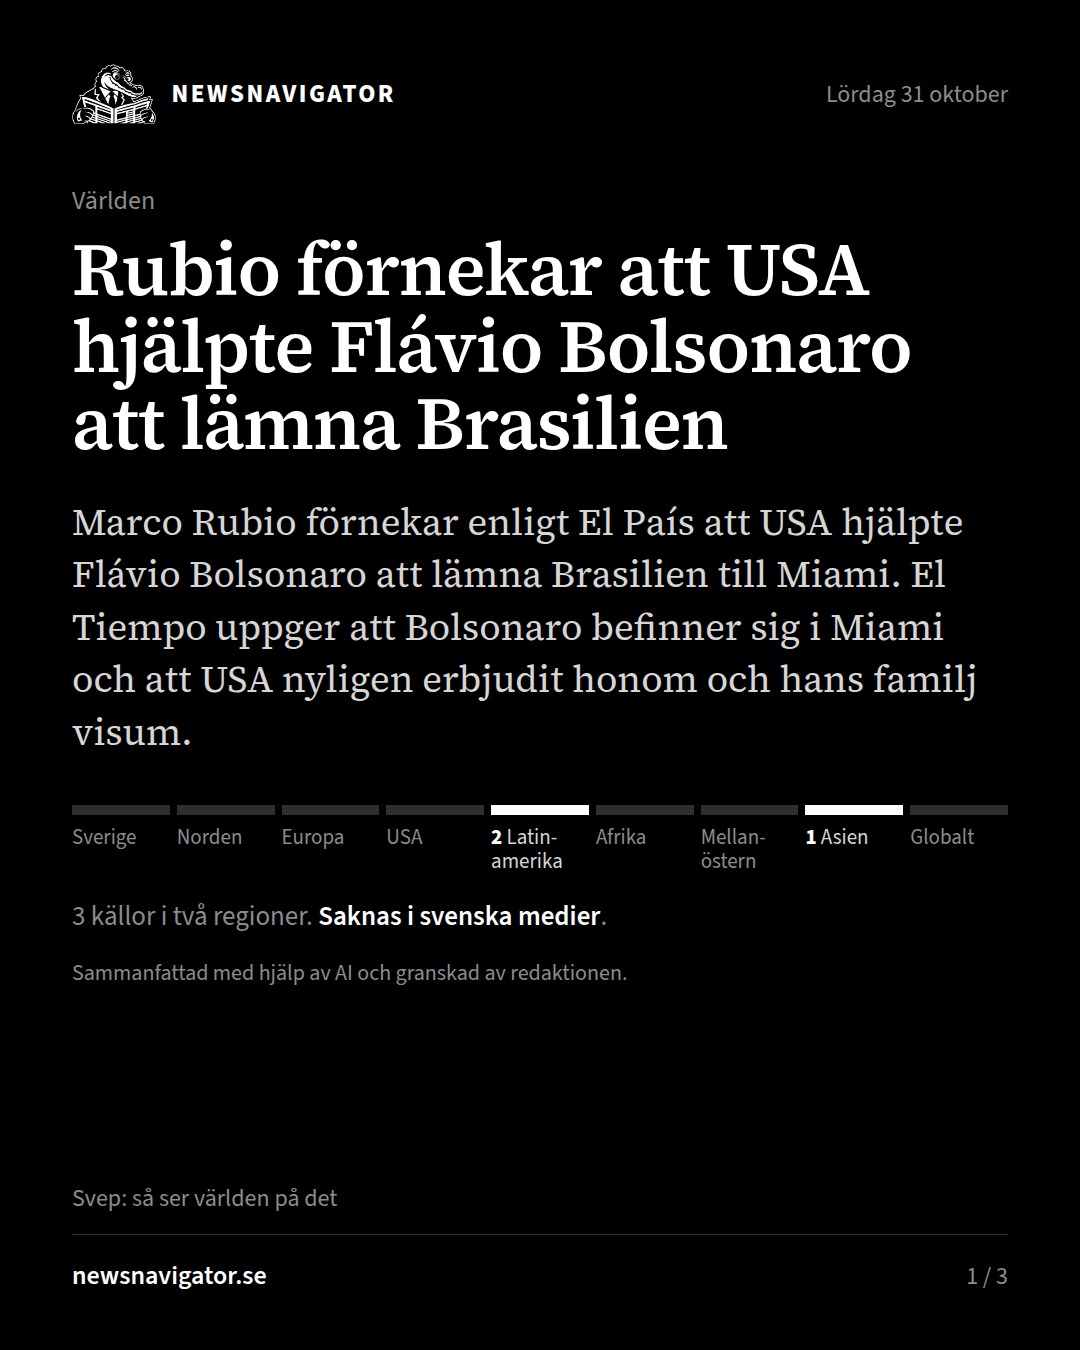 NEWSNAVIGATOR
Lördag 31 oktober
Världen
Rubio förnekar att USA
hjälpte Flávio Bolsonaro
att lämna Brasilien
Marco Rubio förnekar enligt El País att USA hjälpte
Flávio Bolsonaro att lämna Brasilien till Miami. El
Tiempo uppger att Bolsonaro befinner sig i Miami
och att USA nyligen erbjudit honom och hans familj
visum.
Sverige
Norden
Europa
USA
2 Latin-
amerika
Afrika
Mellan-
östern
1 Asien
Globalt
3 källor i två regioner. Saknas i svenska medier.
Sammanfattad med hjälp av AI och granskad av redaktionen.
Svep: så ser världen på det
newsnavigator.se
1 / 3